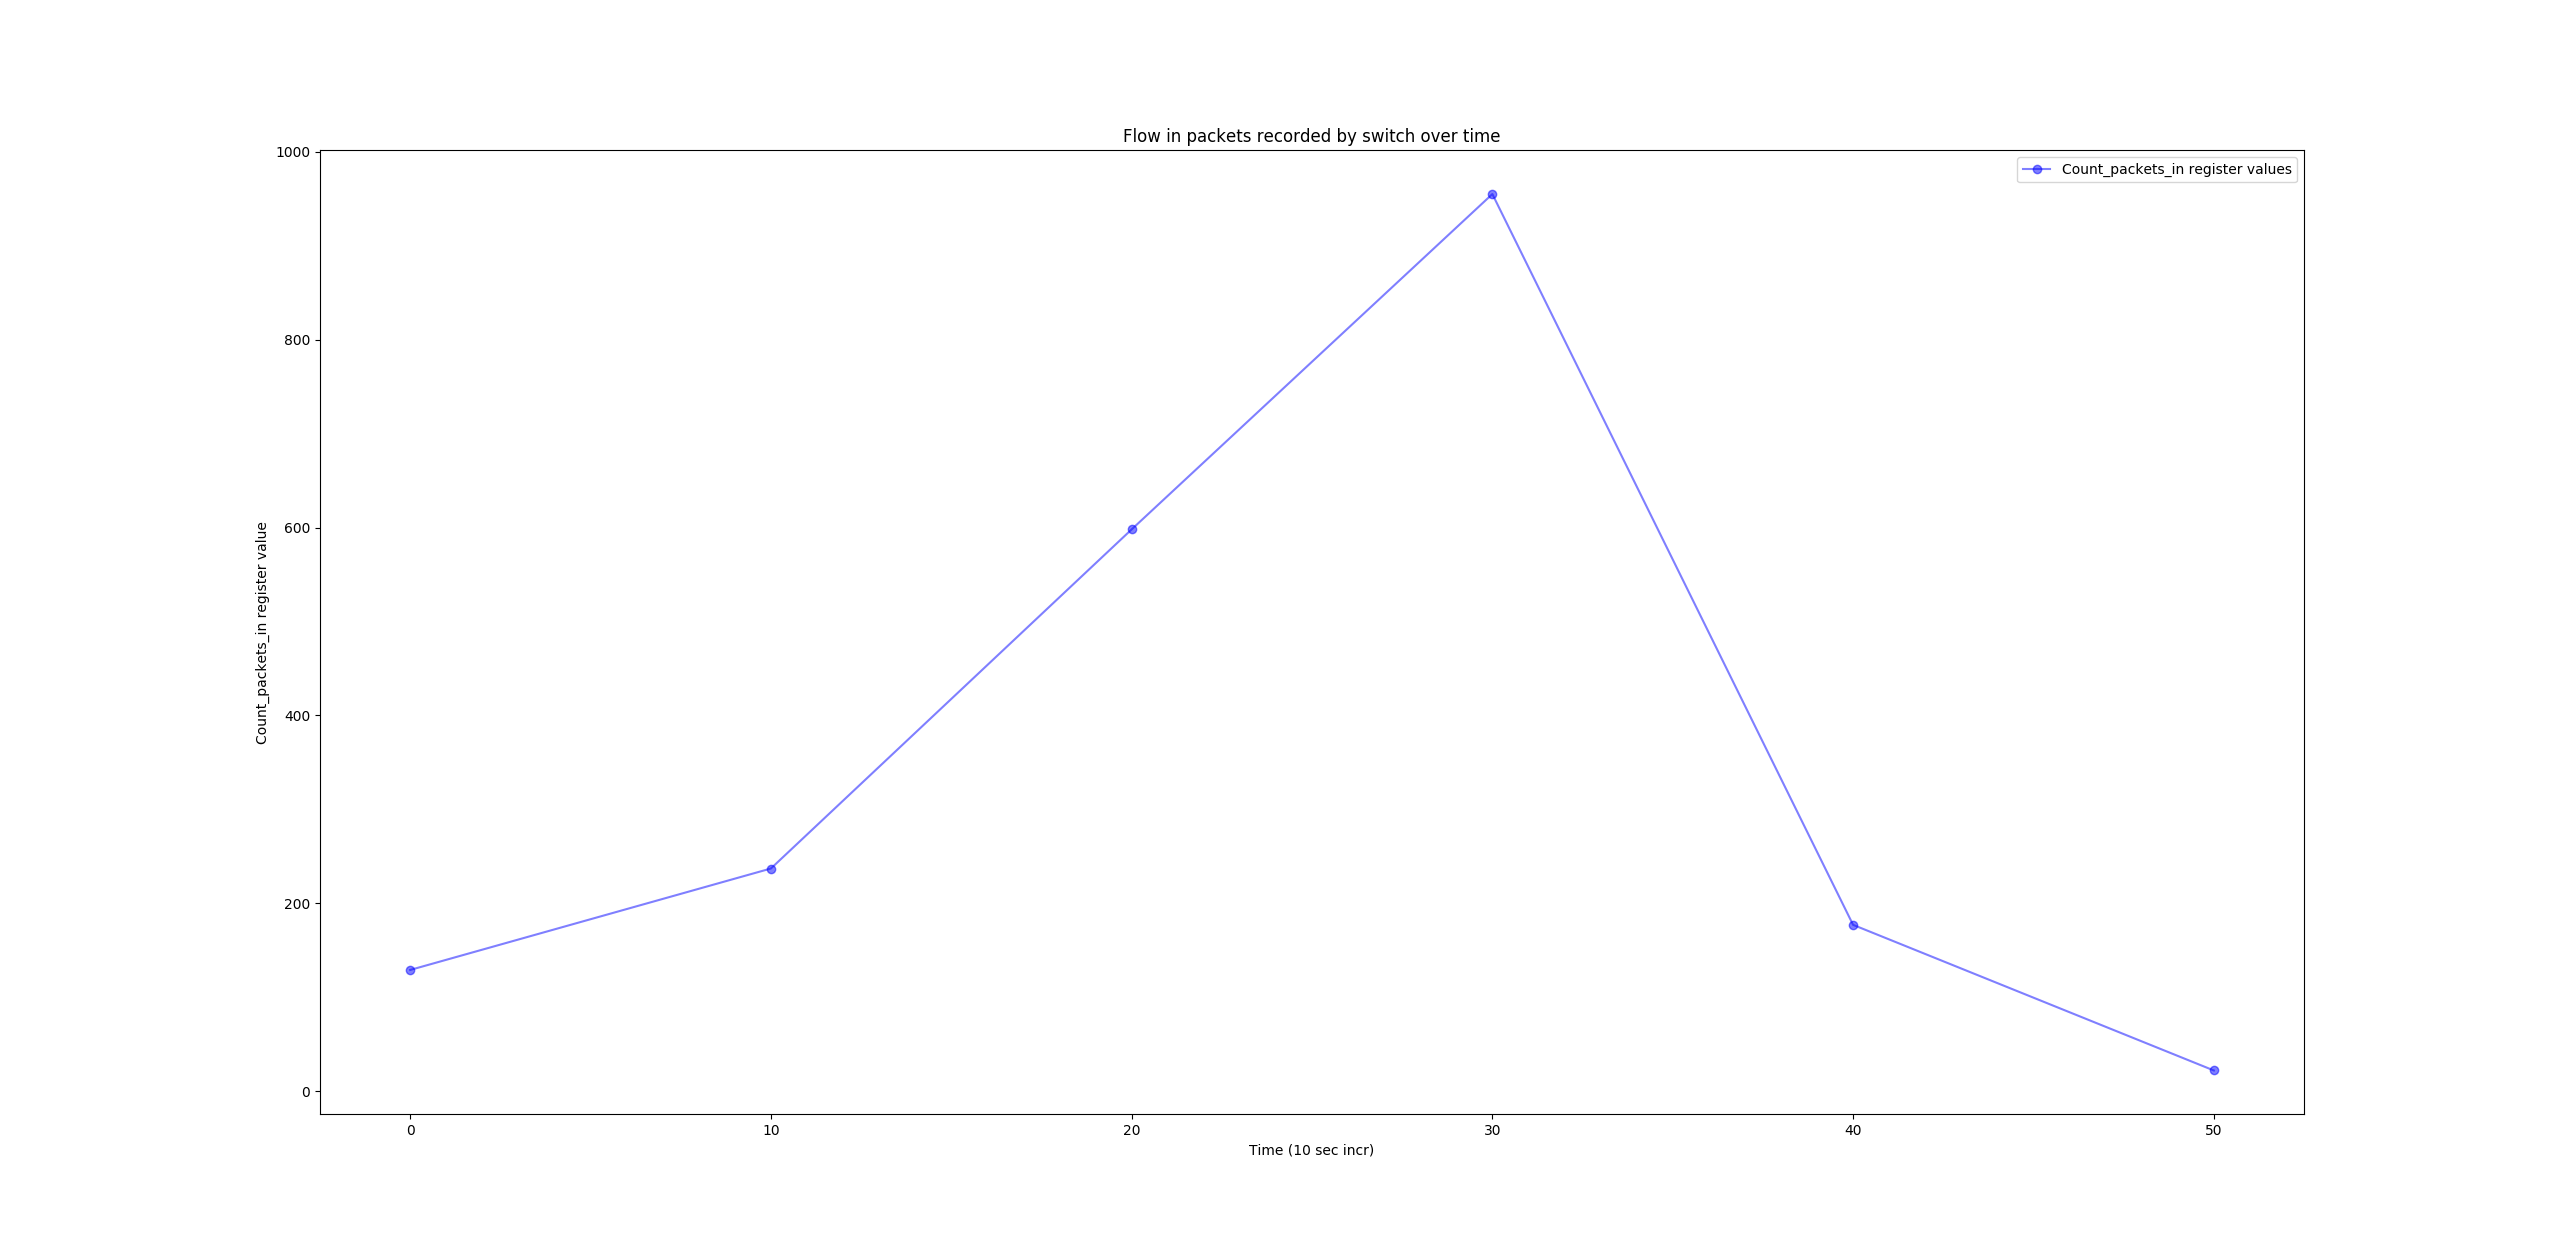 Flow in packets recorded by switch over time
Count_packets_in register values
1000
800
600
400
200
0
Count_packets_in register value
0 10 20 30 40 50
Time (10 sec incr)